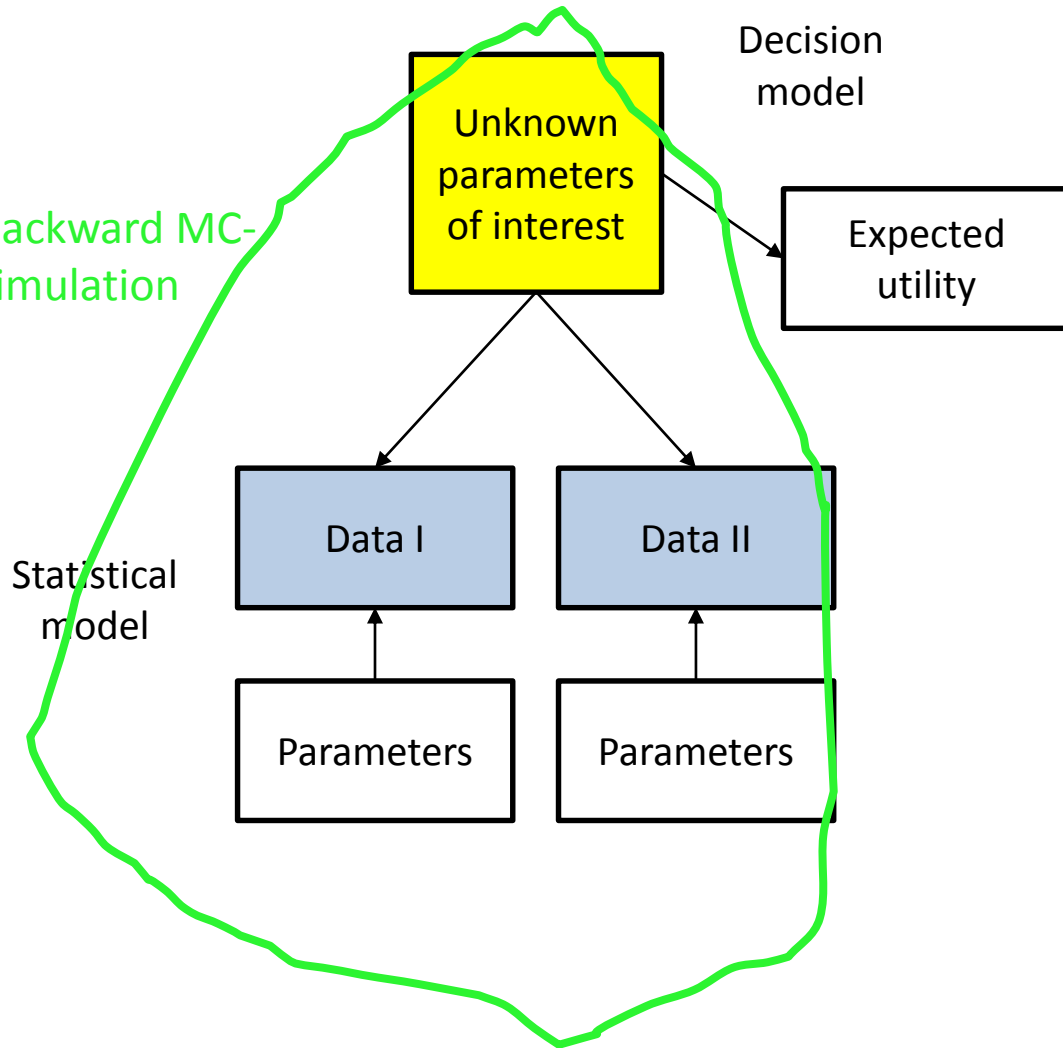 Decision
model
Unknown
parameters
of interest
ackward MC-
imulation
Expected
utility
Data I
Data II
Statistical
model
Parameters
Parameters